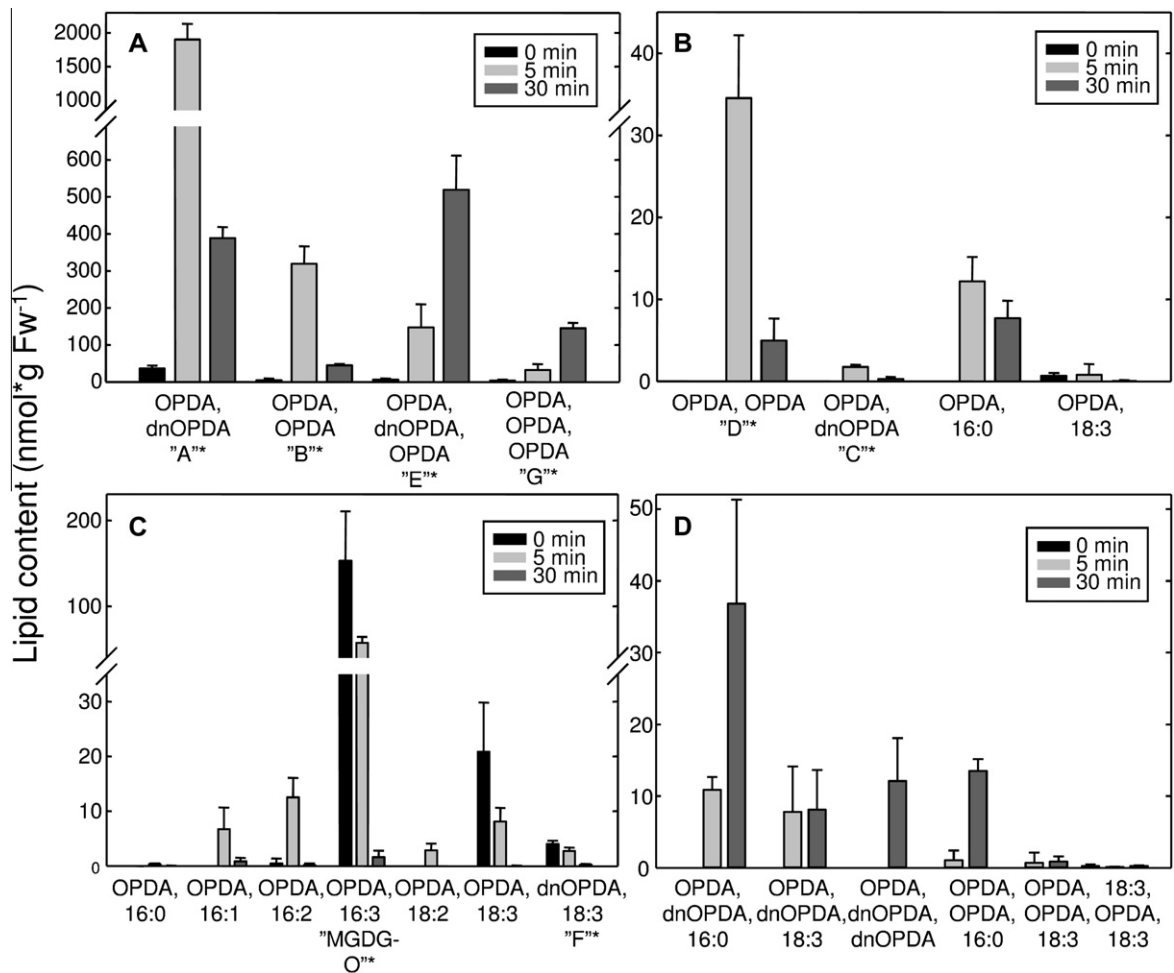 Lipid content (nmol*g Fw-1)
A
0 min
5 min
30 min
2000
1500
1000
600
500
400
300
200
100
0
OPDA, OPDA, OPDA, OPDA,
dnOPDA OPDA dnOPDA, OPDA,
"A"* "B"* OPDA OPDA
"E"* "G"*
B
0 min
5 min
30 min
40
30
20
10
0
OPDA, OPDA OPDA, OPDA, OPDA,
"D"* dnOPDA 16:0 18:3
"C"*
C
0 min
5 min
30 min
200
100
30
20
10
0
OPDA, OPDA, OPDA, OPDA, OPDA, OPDA, dnOPDA,
16:0 16:1 16:2 16:3 18:2 18:3 18:3
"MGDG- "F"*
O"*
D
0 min
5 min
30 min
50
40
30
20
10
0
OPDA, OPDA, OPDA, OPDA, OPDA, 18:3,
dnOPDA, dnOPDA, dnOPDA, OPDA, OPDA, OPDA,
16:0 18:3 dnOPDA 16:0 18:3 18:3